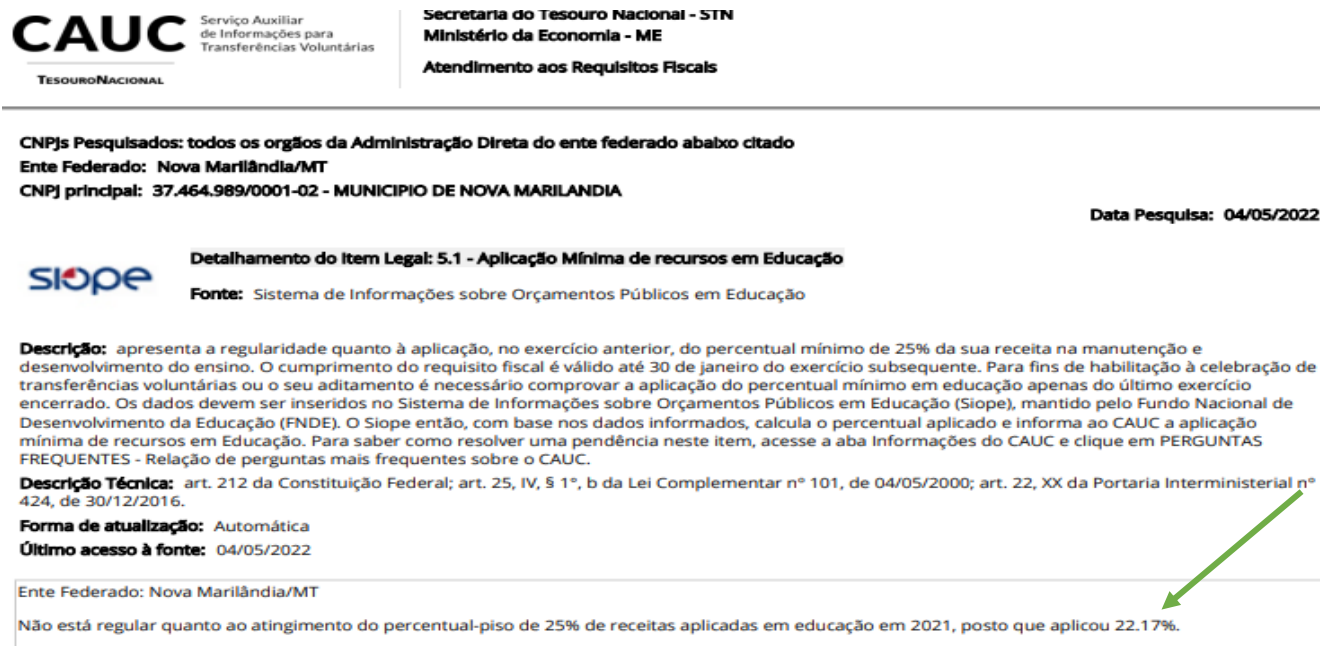 CAUC
Serviço Auxiliar
de Informações para
Transferências Voluntárias
TESOURONACIONAL
Secretaria do Tesouro Nacional - STN
Ministério da Economia - ME
Atendimento aos Requisitos Fiscais
CNPJs Pesquisados: todos os orgãos da Administração Direta do ente federado abaixo citado
Ente Federado: Nova Marilândia/MT
CNPJ principal: 37.464.989/0001-02 - MUNICIPIO DE NOVA MARILANDIA
Data Pesquisa: 04/05/2022
siope
Detalhamento do Item Legal: 5.1 - Aplicação Mínima de recursos em Educação
Fonte: Sistema de Informações sobre Orçamentos Públicos em Educação
Descrição: apresenta a regularidade quanto à aplicação, no exercício anterior, do percentual mínimo de 25% da sua receita na manutenção e
desenvolvimento do ensino. O cumprimento do requisito fiscal é válido até 30 de janeiro do exercício subsequente. Para fins de habilitação à celebração de
transferências voluntárias ou o seu aditamento é necessário comprovar a aplicação do percentual mínimo em educação apenas do último exercício
encerrado. Os dados devem ser inseridos no Sistema de Informações sobre Orçamentos Públicos em Educação (Siope), mantido pelo Fundo Nacional de
Desenvolvimento da Educação (FNDE). O Siope então, com base nos dados informados, calcula o percentual aplicado e informa ao CAUC a aplicação
mínima de recursos em Educação. Para saber como resolver uma pendência neste item, acesse a aba Informações do CAUC e clique em PERGUNTAS
FREQUENTES - Relação de perguntas mais frequentes sobre o CAUC.
Descrição Técnica: art. 212 da Constituição Federal; art. 25, IV, § 1°, b da Lei Complementar nº 101, de 04/05/2000; art. 22, XX da Portaria Interministerial nº
424, de 30/12/2016.
Forma de atualização: Automática
Último acesso à fonte: 04/05/2022
Ente Federado: Nova Marilândia/MT
Não está regular quanto ao atingimento do percentual-piso de 25% de receitas aplicadas em educação em 2021, posto que aplicou 22.17%.